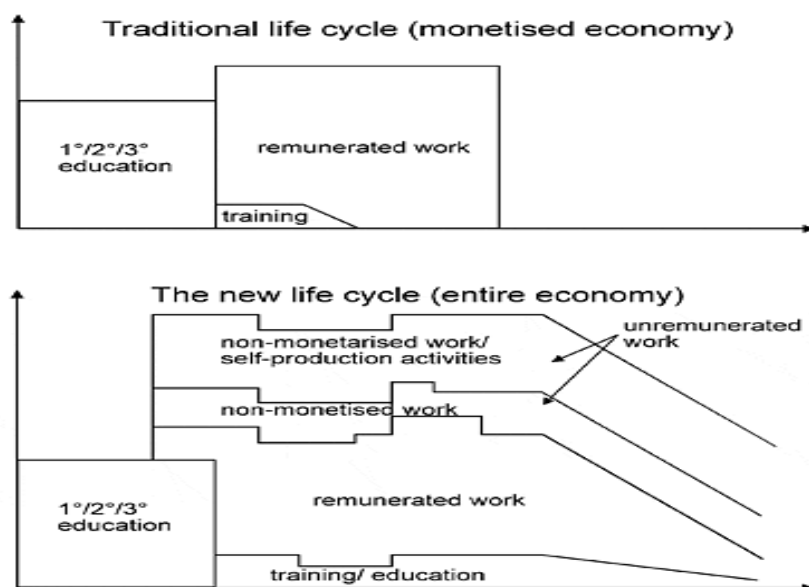 Traditional life cycle (monetised economy)
1°/2°/3°
education
remunerated work
training
The new life cycle (entire economy)
unremunerated
work
non-monetarised work/
self-production activities
non-monetised work
1°/2°/3°
education
remunerated work
training/ education